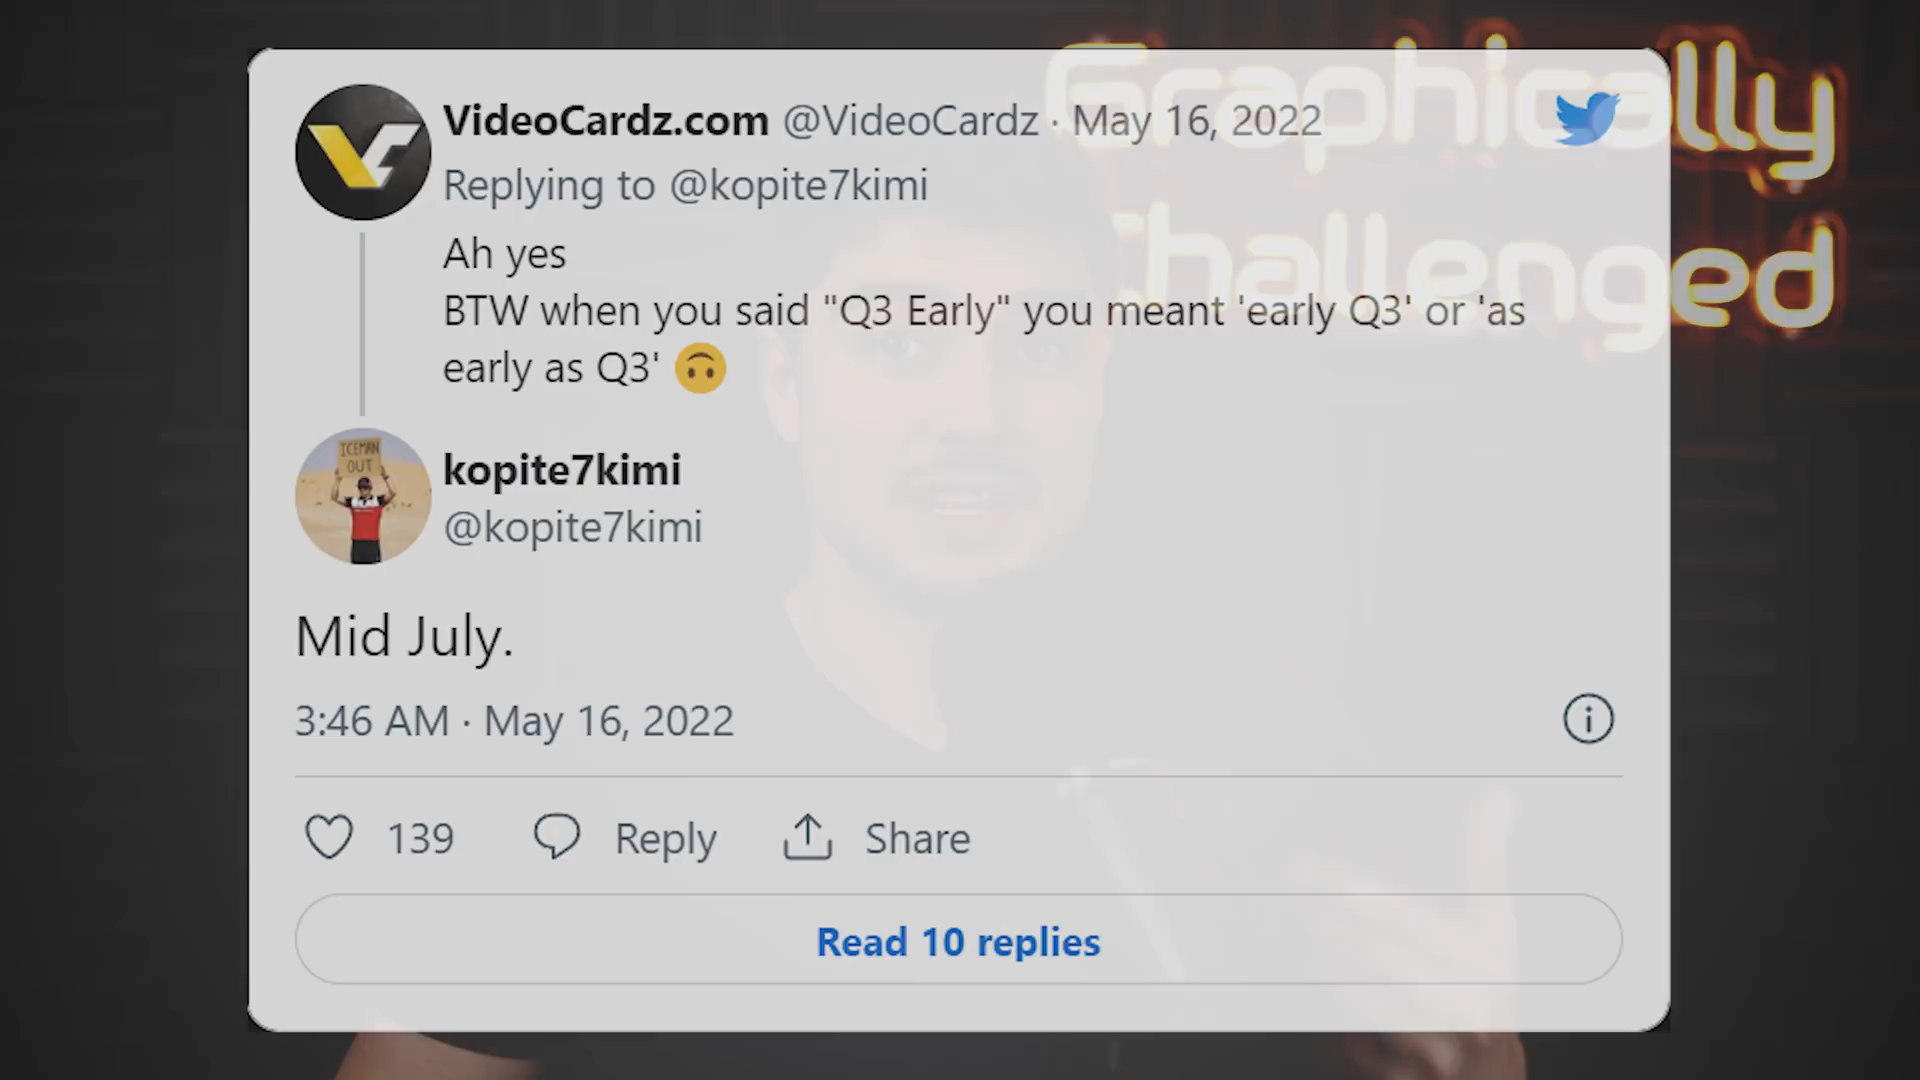 Graphically
Challenged
VideoCardz.com @VideoCardz · May 16, 2022
Replying to @kopite7kimi
Ah yes
BTW when you said "Q3 Early" you meant 'early Q3' or 'as
early as Q3' 🙃
ICEMAN
OUT
kopite7kimi
@kopite7kimi
Mid July.
3:46 AM · May 16, 2022
139 Reply Share
Read 10 replies